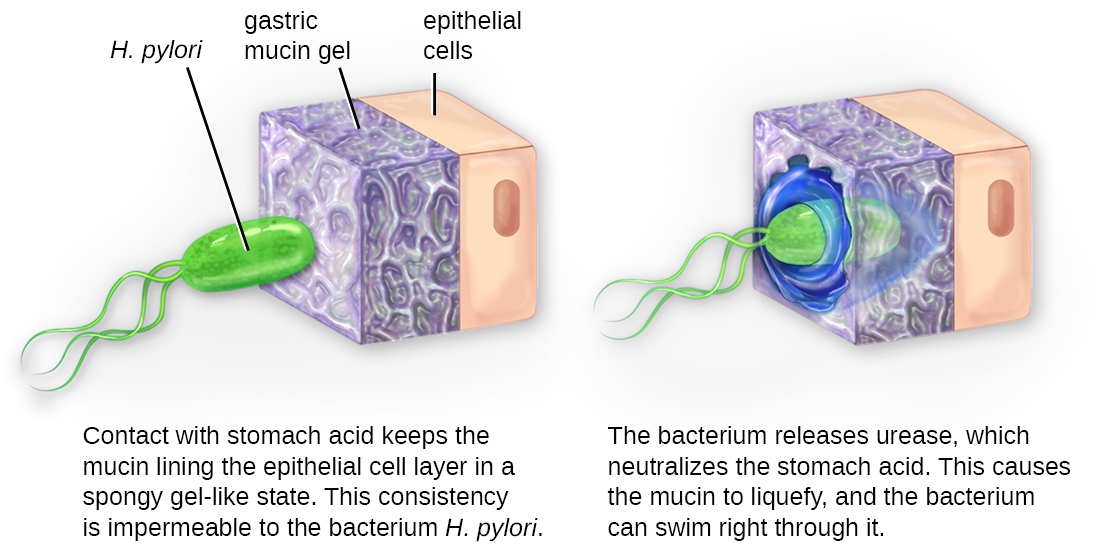 H. pylori
gastric
mucin gel
epithelial
cells
Contact with stomach acid keeps the
mucin lining the epithelial cell layer in a
spongy gel-like state. This consistency
is impermeable to the bacterium H. pylori.
The bacterium releases urease, which
neutralizes the stomach acid. This causes
the mucin to liquefy, and the bacterium
can swim right through it.